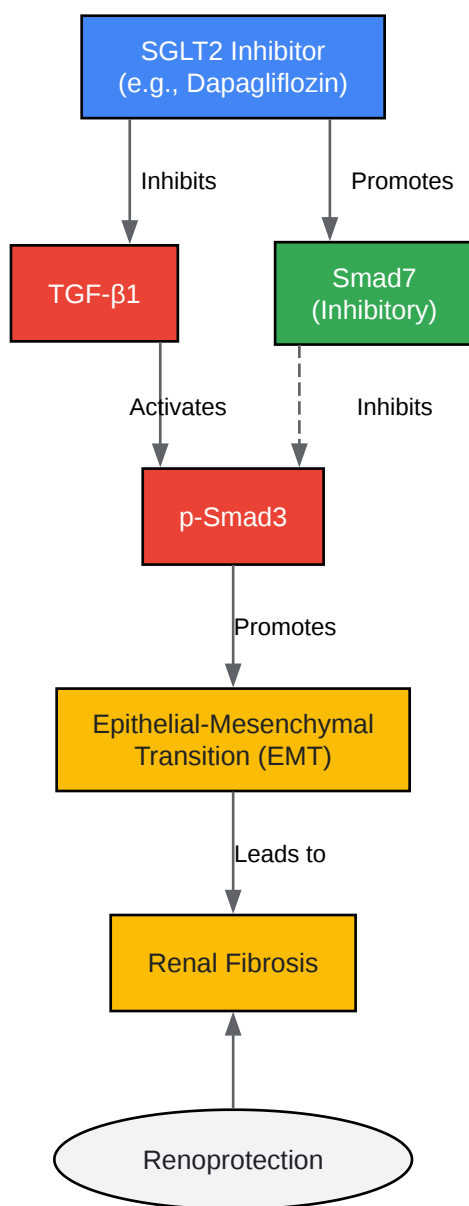 SGLT2 Inhibitor
(e.g., Dapagliflozin)
Inhibits
Promotes
TGF-β1
Smad7
(Inhibitory)
Activates
Inhibits
p-Smad3
Promotes
Epithelial-Mesenchymal
Transition (EMT)
Leads to
Renal Fibrosis
Renoprotection